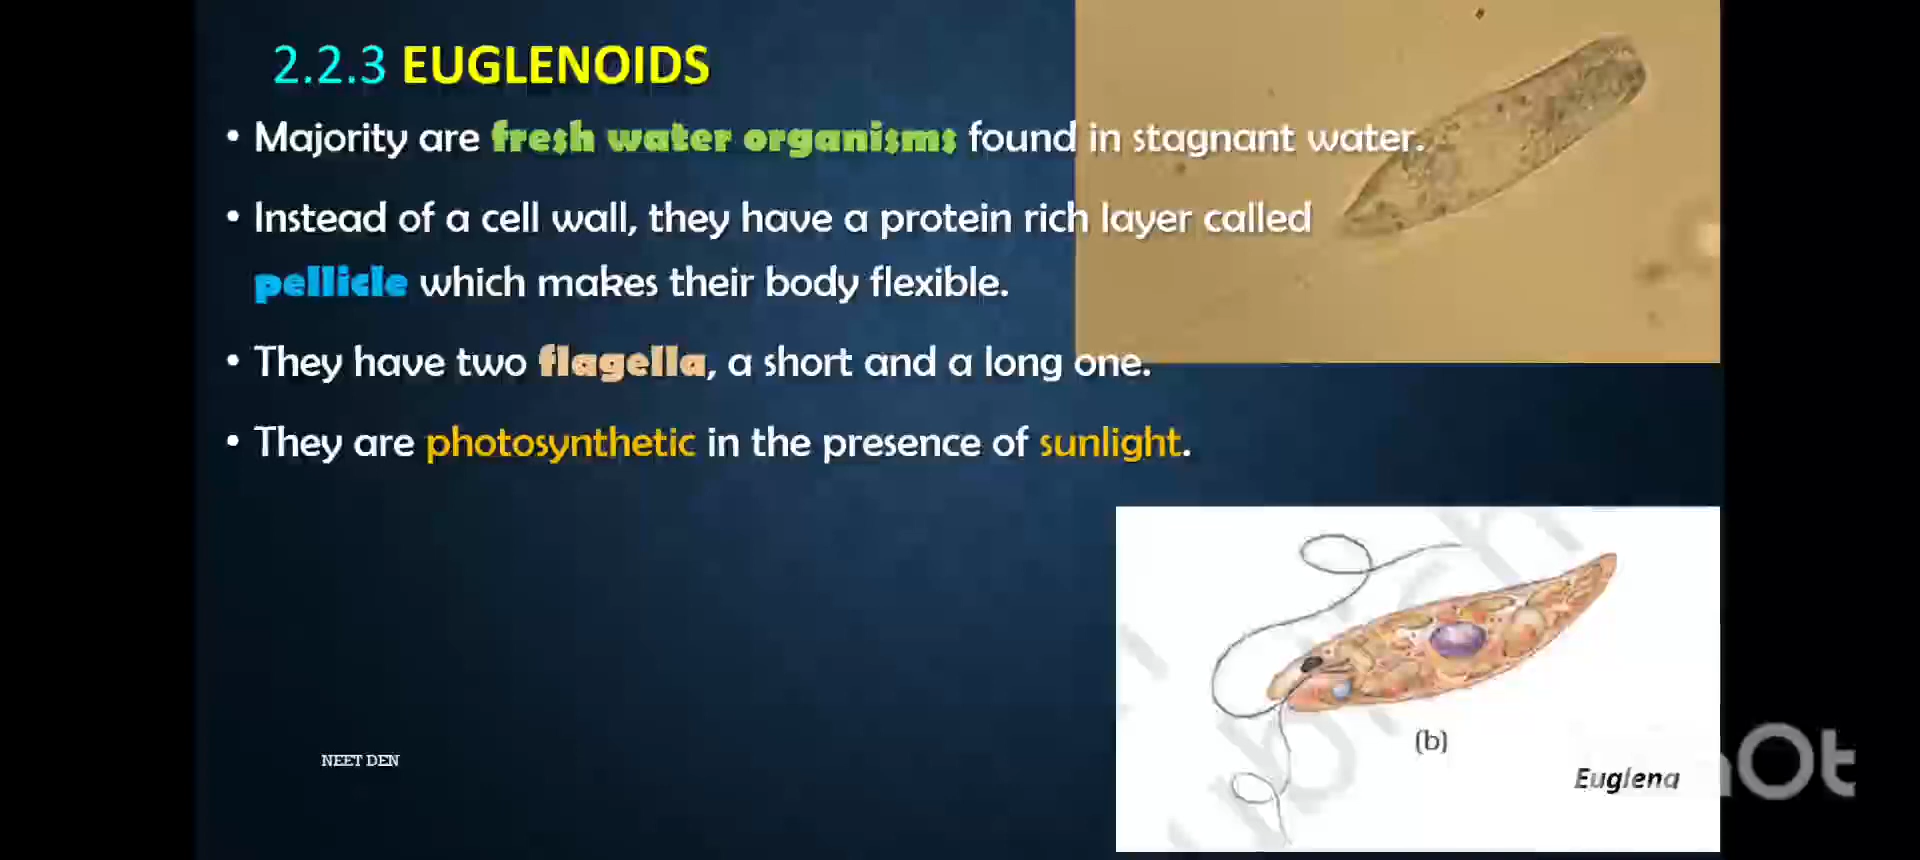 2.2.3 EUGLENOIDS
• Majority are fresh water organisms found in stagnant water.
• Instead of a cell wall, they have a protein rich layer called
pellicle which makes their body flexible.
• They have two flagella, a short and a long one.
• They are photosynthetic in the presence of sunlight.
(b)
Euglena
NEET DEN